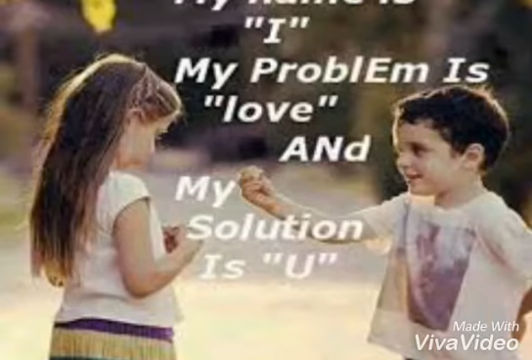 My name is
"I"
My ProblEm Is
"love"
ANd
My
Solution
Is "U"
Made With
VivaVideo